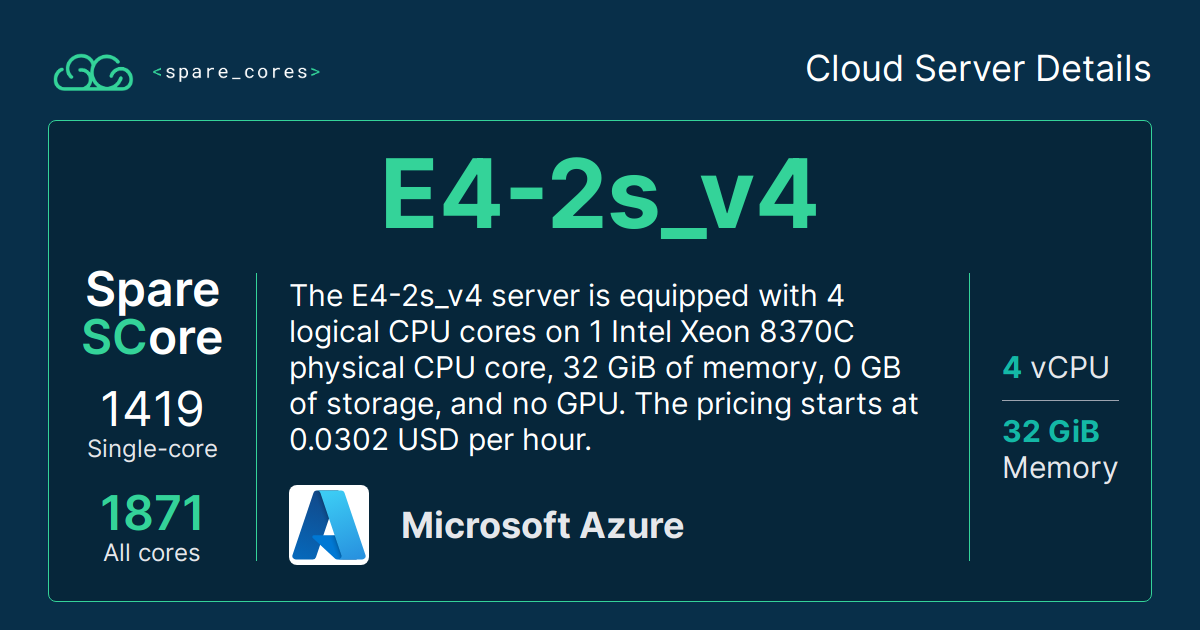 <spare_cores>
Cloud Server Details
E4-2s_v4
Spare
SCore
1419
Single-core
1871
All cores
The E4-2s_v4 server is equipped with 4
logical CPU cores on 1 Intel Xeon 8370C
physical CPU core, 32 GiB of memory, 0 GB
of storage, and no GPU. The pricing starts at
0.0302 USD per hour.
Microsoft Azure
4 vCPU
32 GiB
Memory